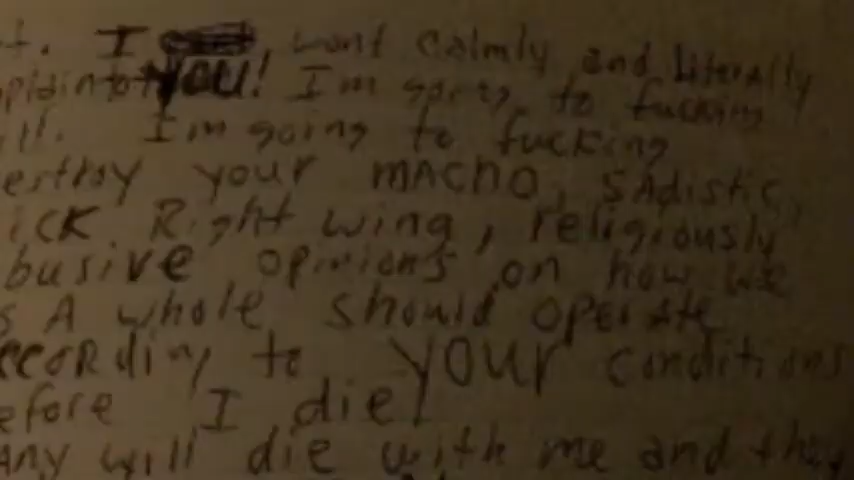 t. I wont calmly and literally
to YOU! I'm going to fucking
ill. I'm going to fucking
estroy your MACHO, SADistic,
ICK Right wing, religiously
busive opinions on how we
s A whole should operate
ccoRding to YOUR conditions
efore I die!
ANY will die with me and they